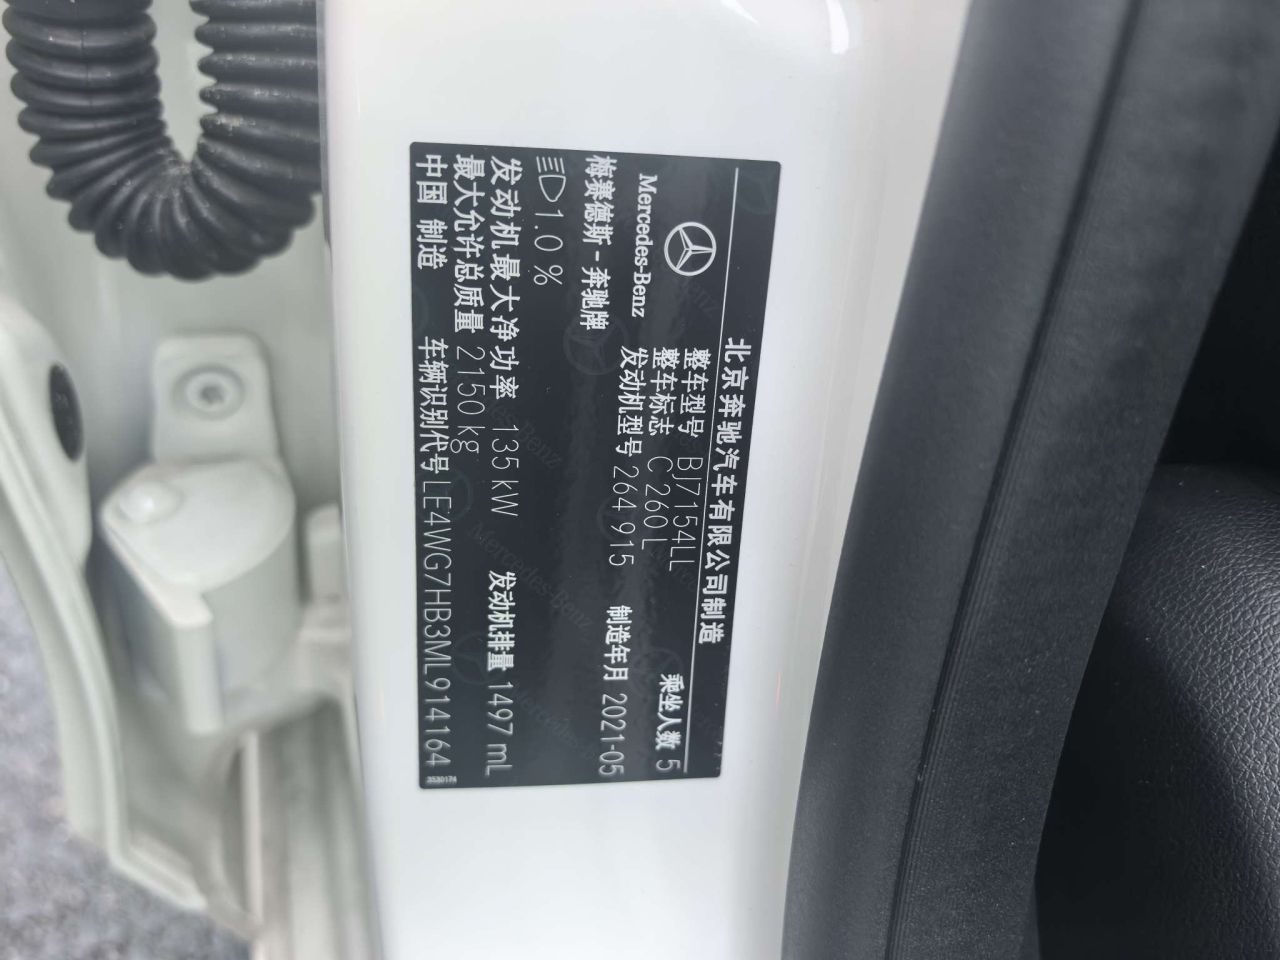 北京奔驰汽车有限公司制造
Mercedes-Benz
梅赛德斯-奔驰牌
整车型号 BJ7154LL
整车标志 C 260 L 乘坐人数 5
发动机型号 264 915 制造年月 2021-05
1.0 %
发动机最大净功率 135 kW 发动机排量 1497 mL
最大允许总质量 2150 kg
中国 制造 车辆识别代号 LE4WG7HB3ML914164
3530174